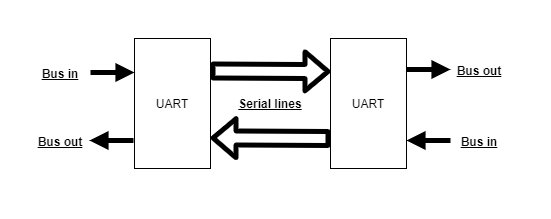 Bus in
UART
Serial lines
UART
Bus out
Bus out
Bus in